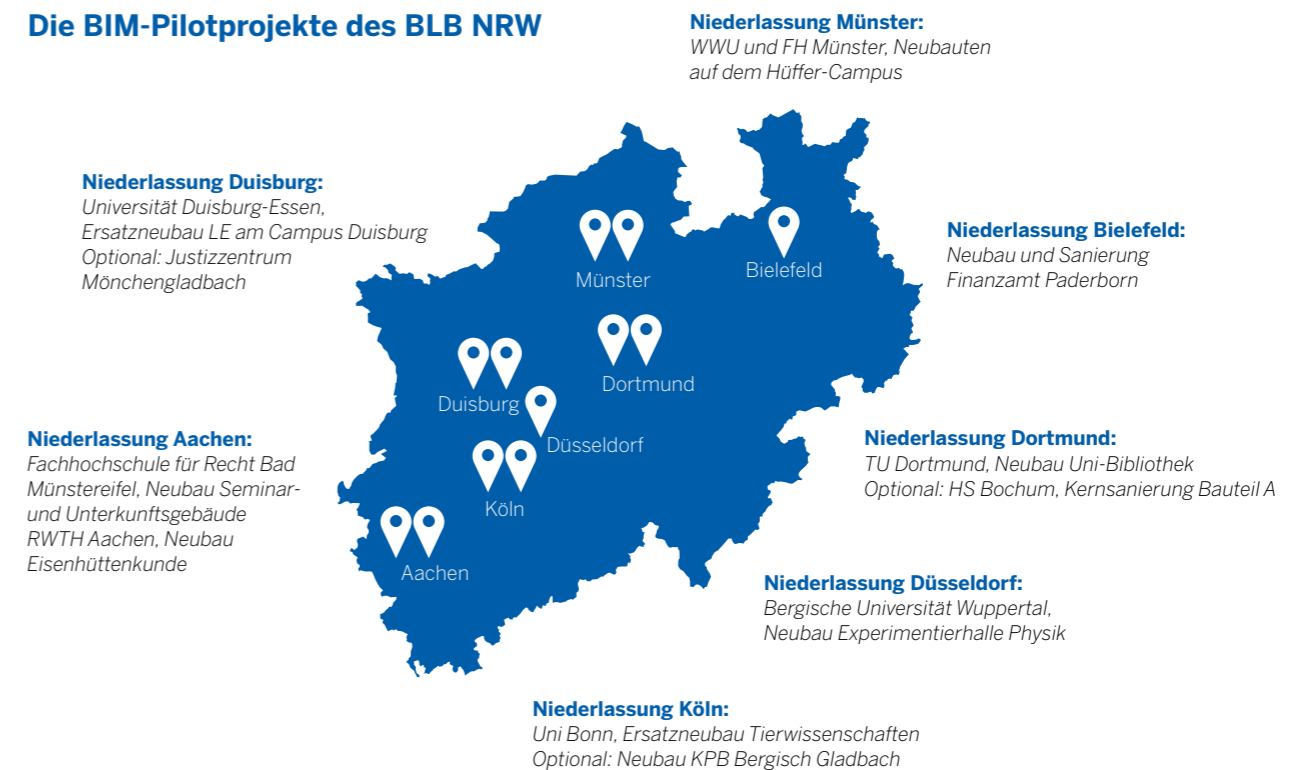 Die BIM-Pilotprojekte des BLB NRW
Niederlassung Münster:
WWU und FH Münster, Neubauten
auf dem Hüffer-Campus
Niederlassung Duisburg:
Universität Duisburg-Essen,
Ersatzneubau LE am Campus Duisburg
Optional: Justizzentrum
Mönchengladbach
Niederlassung Bielefeld:
Neubau und Sanierung
Finanzamt Paderborn
Münster
Bielefeld
Dortmund
Duisburg
Düsseldorf
Köln
Aachen
Niederlassung Aachen:
Fachhochschule für Recht Bad
Münstereifel, Neubau Seminar-
und Unterkunftsgebäude
RWTH Aachen, Neubau
Eisenhüttenkunde
Niederlassung Dortmund:
TU Dortmund, Neubau Uni-Bibliothek
Optional: HS Bochum, Kernsanierung Bauteil A
Niederlassung Düsseldorf:
Bergische Universität Wuppertal,
Neubau Experimentierhalle Physik
Niederlassung Köln:
Uni Bonn, Ersatzneubau Tierwissenschaften
Optional: Neubau KPB Bergisch Gladbach